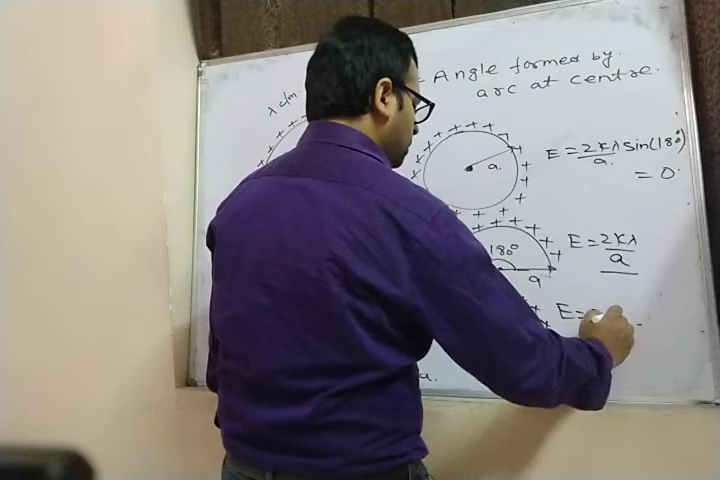 = Angle formed by
arc at centre.
λ c/m
a.
E = 2Kλ/a sin(180°)
= 0.
180°
a
E = 2Kλ/a
E =
a.